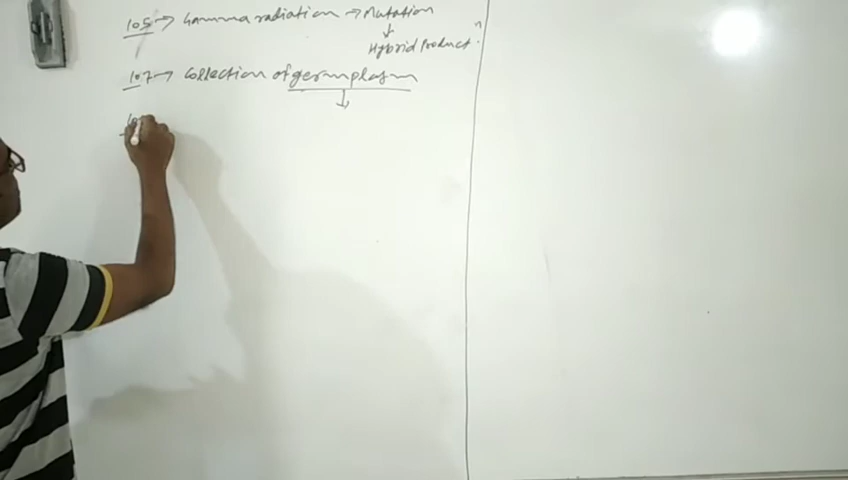 105 → Gamma radiation → Mutation
↓
Hybrid Product.ⁿ
107 → Collection of germplasm
↓